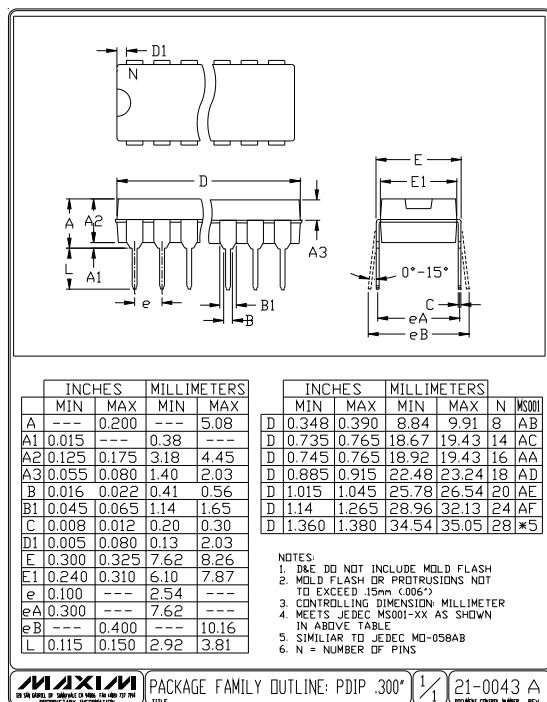 D1
N
D
E
E1
A
A2
A3
L
A1
0°-15°
e
B1
B
C
eA
eB
INCHES MILLIMETERS
MIN MAX MIN MAX
A --- 0.200 --- 5.08
A1 0.015 --- 0.38 ---
A2 0.125 0.175 3.18 4.45
A3 0.055 0.080 1.40 2.03
B 0.016 0.022 0.41 0.56
B1 0.045 0.065 1.14 1.65
C 0.008 0.012 0.20 0.30
D1 0.005 0.080 0.13 2.03
E 0.300 0.325 7.62 8.26
E1 0.240 0.310 6.10 7.87
e 0.100 --- 2.54 ---
eA 0.300 --- 7.62 ---
eB --- 0.400 --- 10.16
L 0.115 0.150 2.92 3.81
INCHES MILLIMETERS
MIN MAX MIN MAX N MS001
D 0.348 0.390 8.84 9.91 8 AB
D 0.735 0.765 18.67 19.43 14 AC
D 0.745 0.765 18.92 19.43 16 AA
D 0.885 0.915 22.48 23.24 18 AD
D 1.015 1.045 25.78 26.54 20 AE
D 1.14 1.265 28.96 32.13 24 AF
D 1.360 1.380 34.54 35.05 28 *5
NOTES:
1. D&E DO NOT INCLUDE MOLD FLASH
2. MOLD FLASH OR PROTRUSIONS NOT
TO EXCEED .15mm (.006")
3. CONTROLLING DIMENSION: MILLIMETER
4. MEETS JEDEC MS001-XX AS SHOWN
IN ABOVE TABLE
5. SIMILIAR TO JEDEC MO-058AB
6. N = NUMBER OF PINS
MAXIM
PROPRIETARY INFORMATION
PACKAGE FAMILY OUTLINE: PDIP .300"
TITLE
1/1
21-0043 A
DOCUMENT CONTROL NUMBER REV